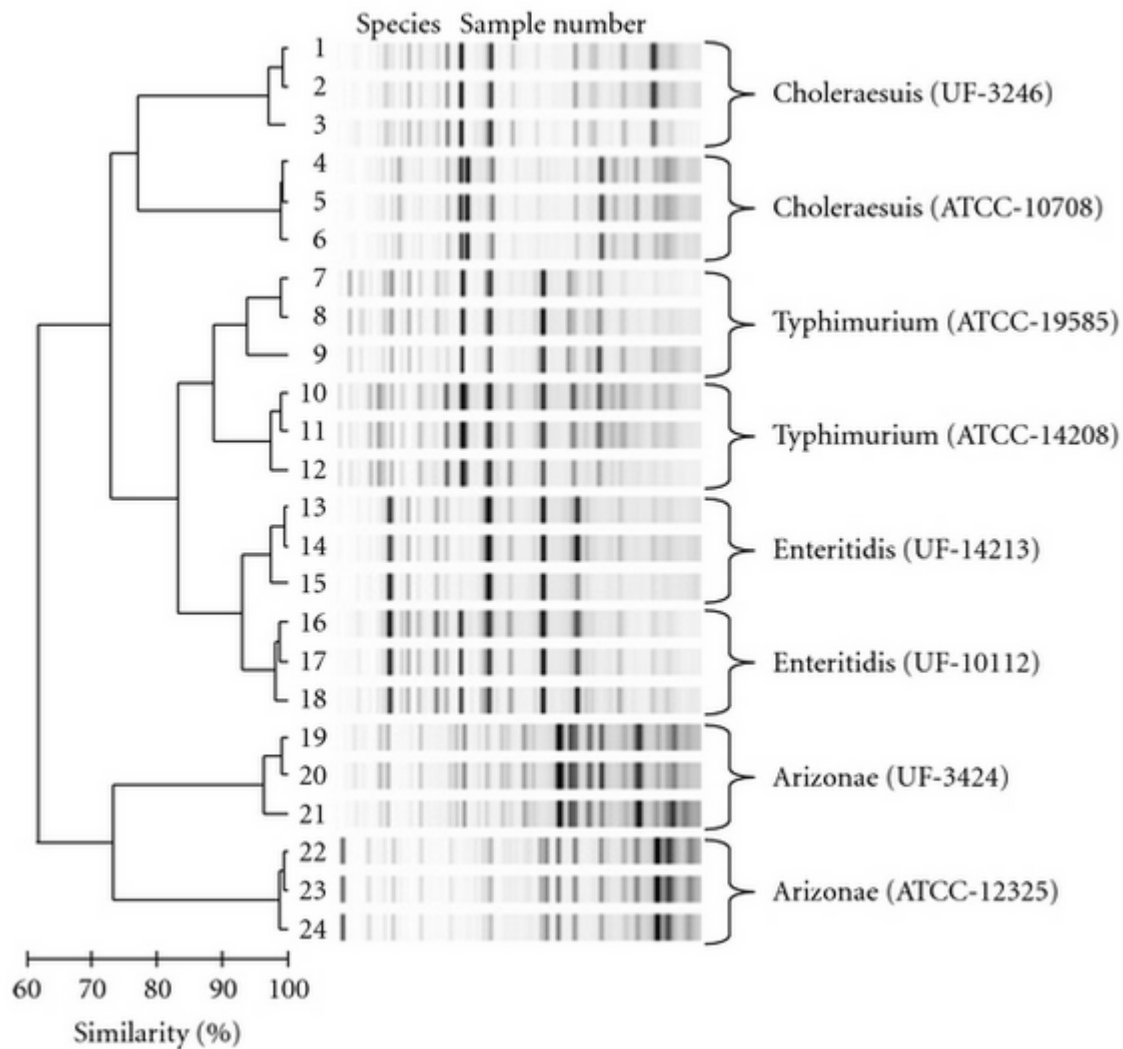 Species Sample number
1
2
3
Choleraesuis (UF-3246)
4
5
6
Choleraesuis (ATCC-10708)
7
8
9
Typhimurium (ATCC-19585)
10
11
12
Typhimurium (ATCC-14208)
13
14
15
Enteritidis (UF-14213)
16
17
18
Enteritidis (UF-10112)
19
20
21
Arizonae (UF-3424)
22
23
24
Arizonae (ATCC-12325)
60 70 80 90 100
Similarity (%)